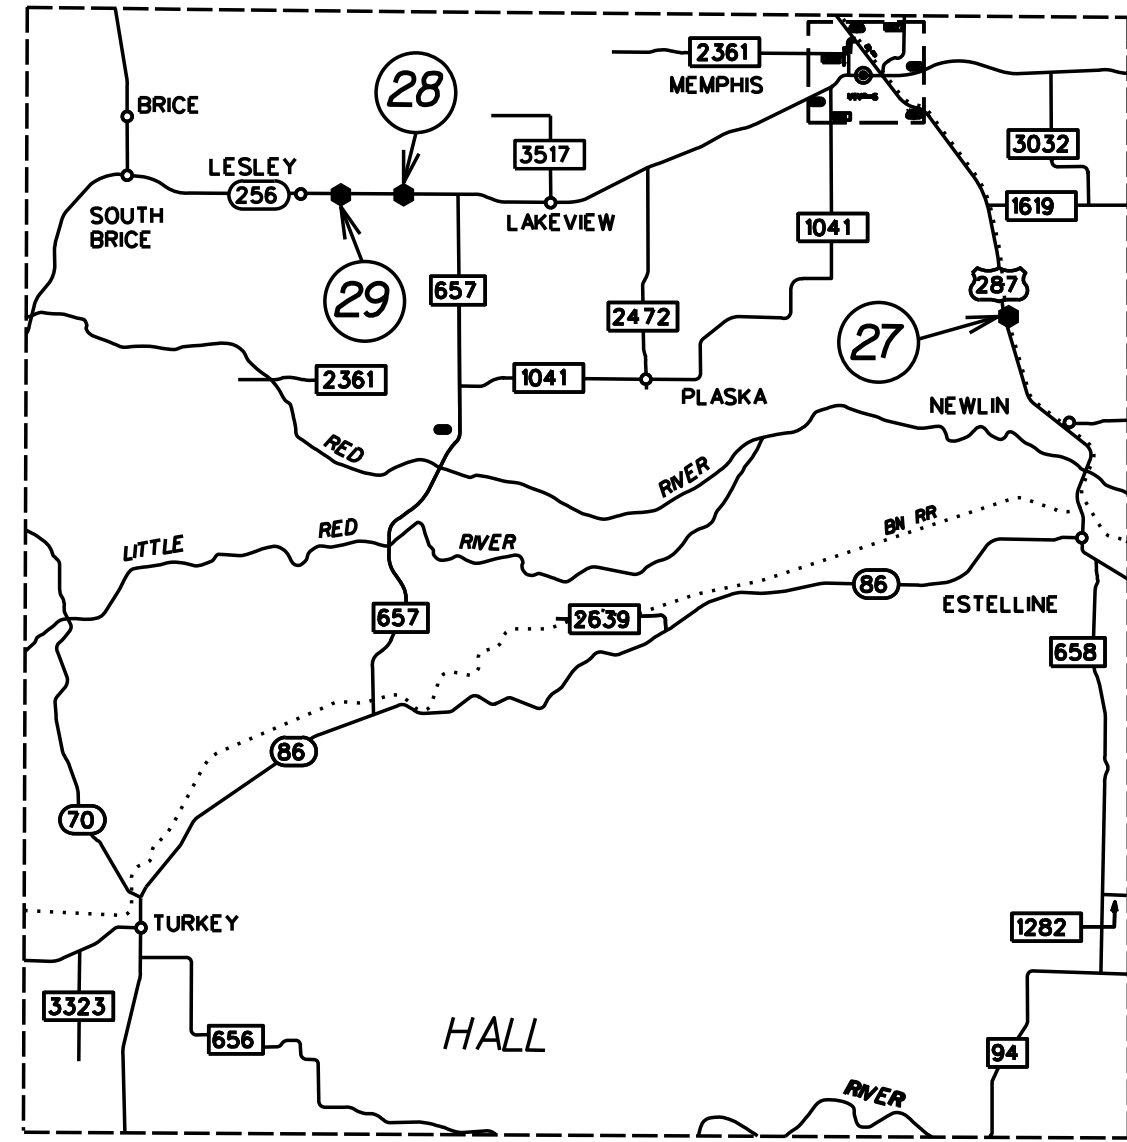 2361
MEMPHIS
28
BRICE
3517
3032
LESLEY
256
SOUTH
BRICE
LAKEVIEW
1041
1619
29
657
2472
287
27
2361
1041
PLASKA
NEWLIN
RED
RIVER
LITTLE
RED
RIVER
BN RR
86
ESTELLINE
657
2639
658
86
70
TURKEY
1282
3323
656
HALL
94
RIVER